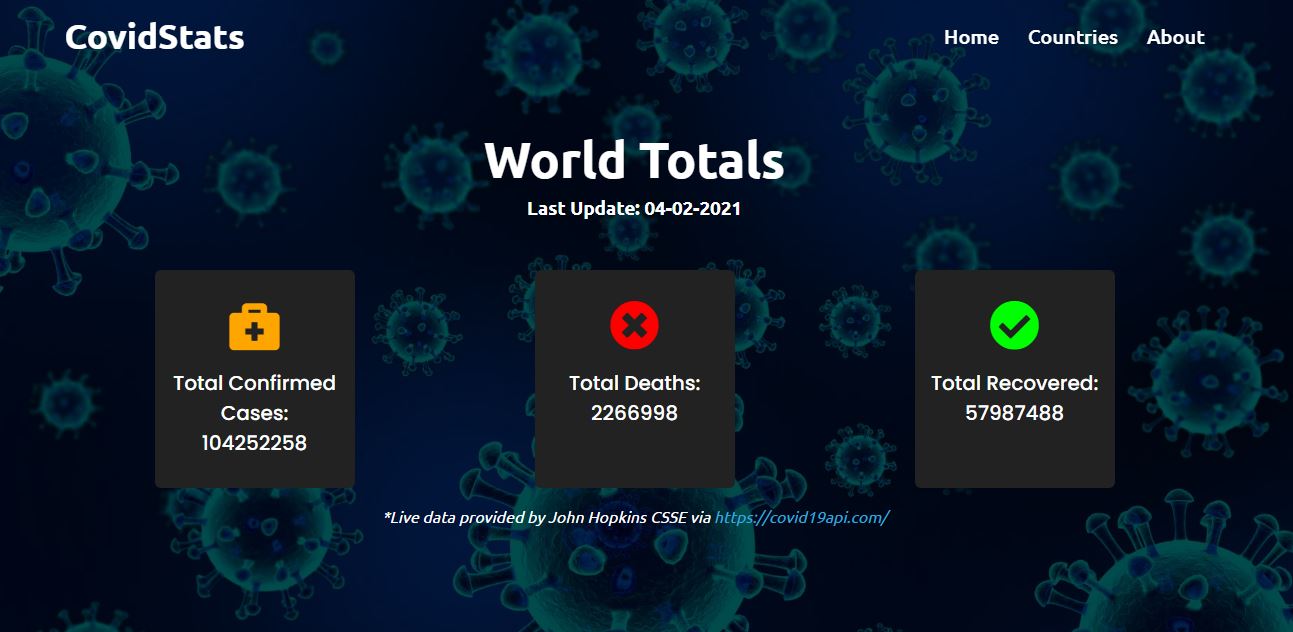 CovidStats
Home Countries About
World Totals
Last Update: 04-02-2021
Total Confirmed
Cases:
104252258
Total Deaths:
2266998
Total Recovered:
57987488
*Live data provided by John Hopkins CSSE via https://covid19api.com/